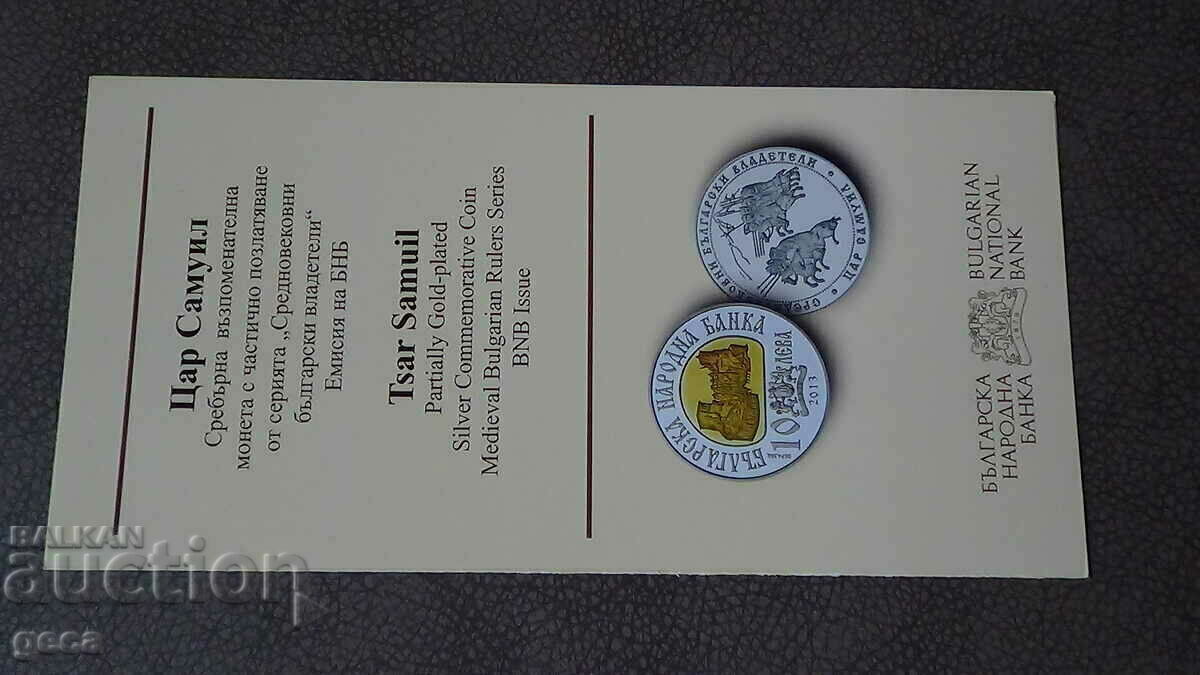 Цар Самуил
Сребърна възпоменателна
монета с частично позлатяване
от серията „Средновековни
български владетели“
Емисия на БНБ
Tsar Samuil
Partially Gold-plated
Silver Commemorative Coin
Medieval Bulgarian Rulers Series
BNB Issue
БЪЛГАРСКА НАРОДНА БАНКА
10 ЛЕВА
2013
БЪЛГАРСКИ ВЛАДЕТЕЛИ
ЦАР САМУИЛ
БЪЛГАРСКА
НАРОДНА
БАНКА
BULGARIAN
NATIONAL
BANK
BALKAN
auction
geca